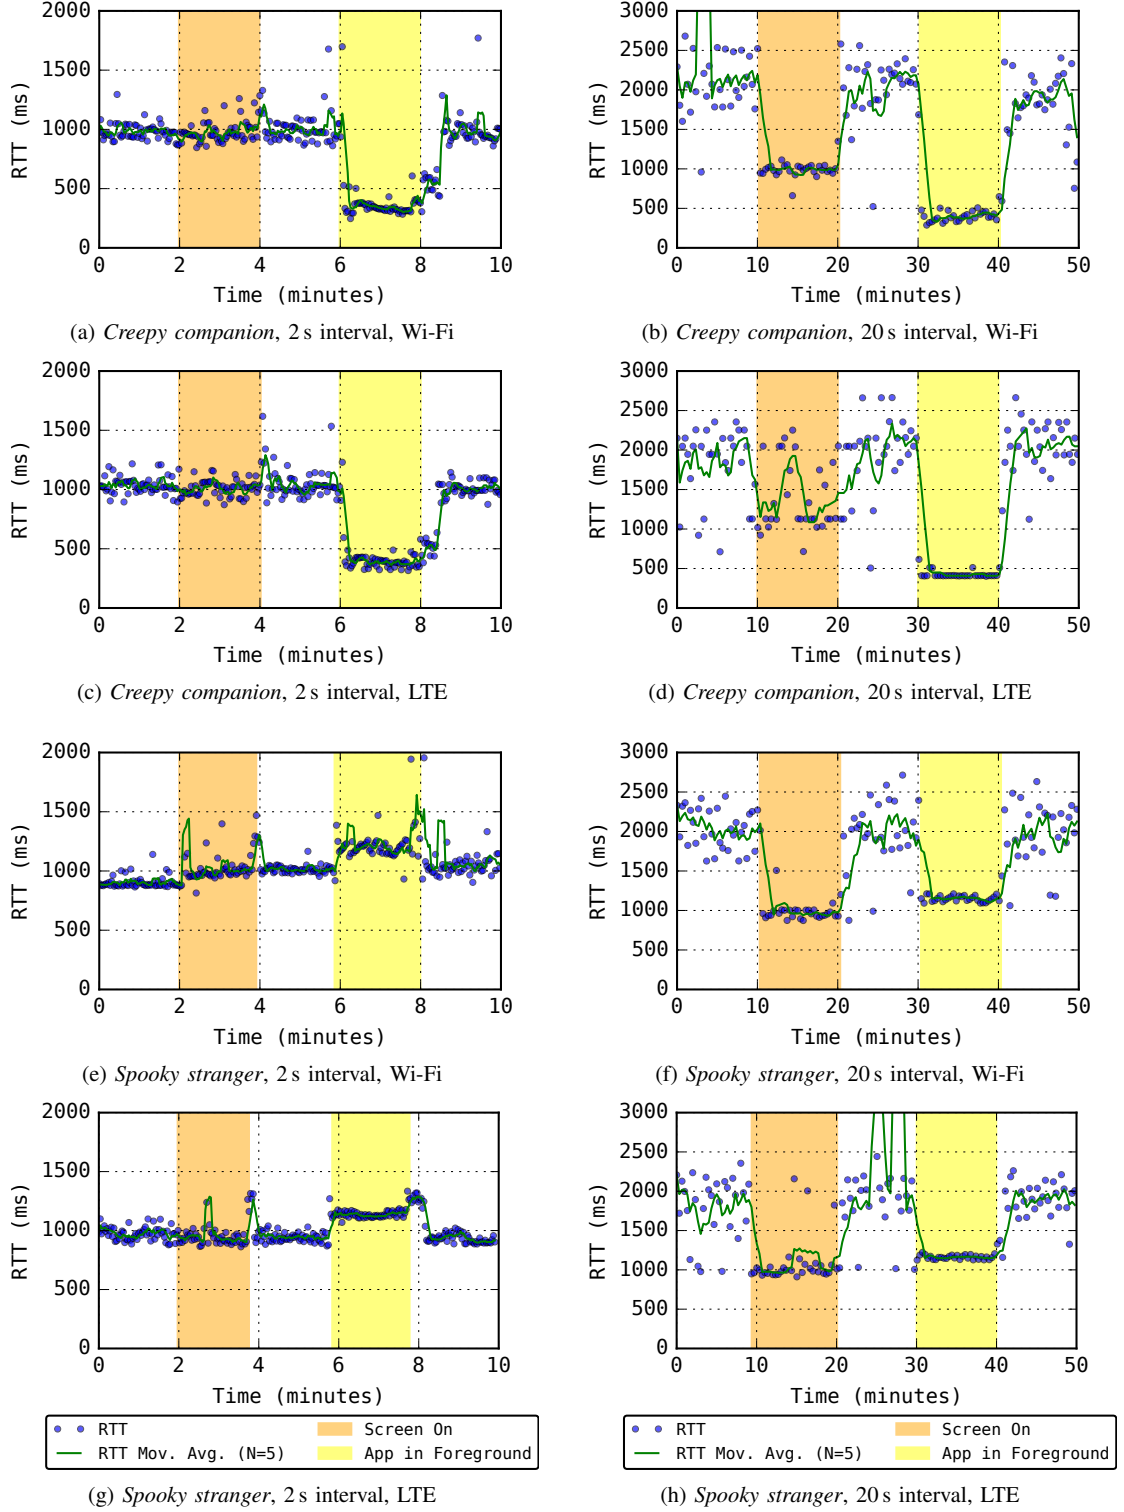 2000
1500
1000
500
0
RTT (ms)
0 2 4 6 8 10
Time (minutes)
(a) Creepy companion, 2 s interval, Wi-Fi
3000
2500
2000
1500
1000
500
0
RTT (ms)
0 10 20 30 40 50
Time (minutes)
(b) Creepy companion, 20 s interval, Wi-Fi
2000
1500
1000
500
0
RTT (ms)
0 2 4 6 8 10
Time (minutes)
(c) Creepy companion, 2 s interval, LTE
3000
2500
2000
1500
1000
500
0
RTT (ms)
0 10 20 30 40 50
Time (minutes)
(d) Creepy companion, 20 s interval, LTE
2000
1500
1000
500
0
RTT (ms)
0 2 4 6 8 10
Time (minutes)
(e) Spooky stranger, 2 s interval, Wi-Fi
3000
2500
2000
1500
1000
500
0
RTT (ms)
0 10 20 30 40 50
Time (minutes)
(f) Spooky stranger, 20 s interval, Wi-Fi
2000
1500
1000
500
0
RTT (ms)
0 2 4 6 8 10
Time (minutes)
RTT Screen On
RTT Mov. Avg. (N=5) App in Foreground
(g) Spooky stranger, 2 s interval, LTE
3000
2500
2000
1500
1000
500
0
RTT (ms)
0 10 20 30 40 50
Time (minutes)
RTT Screen On
RTT Mov. Avg. (N=5) App in Foreground
(h) Spooky stranger, 20 s interval, LTE